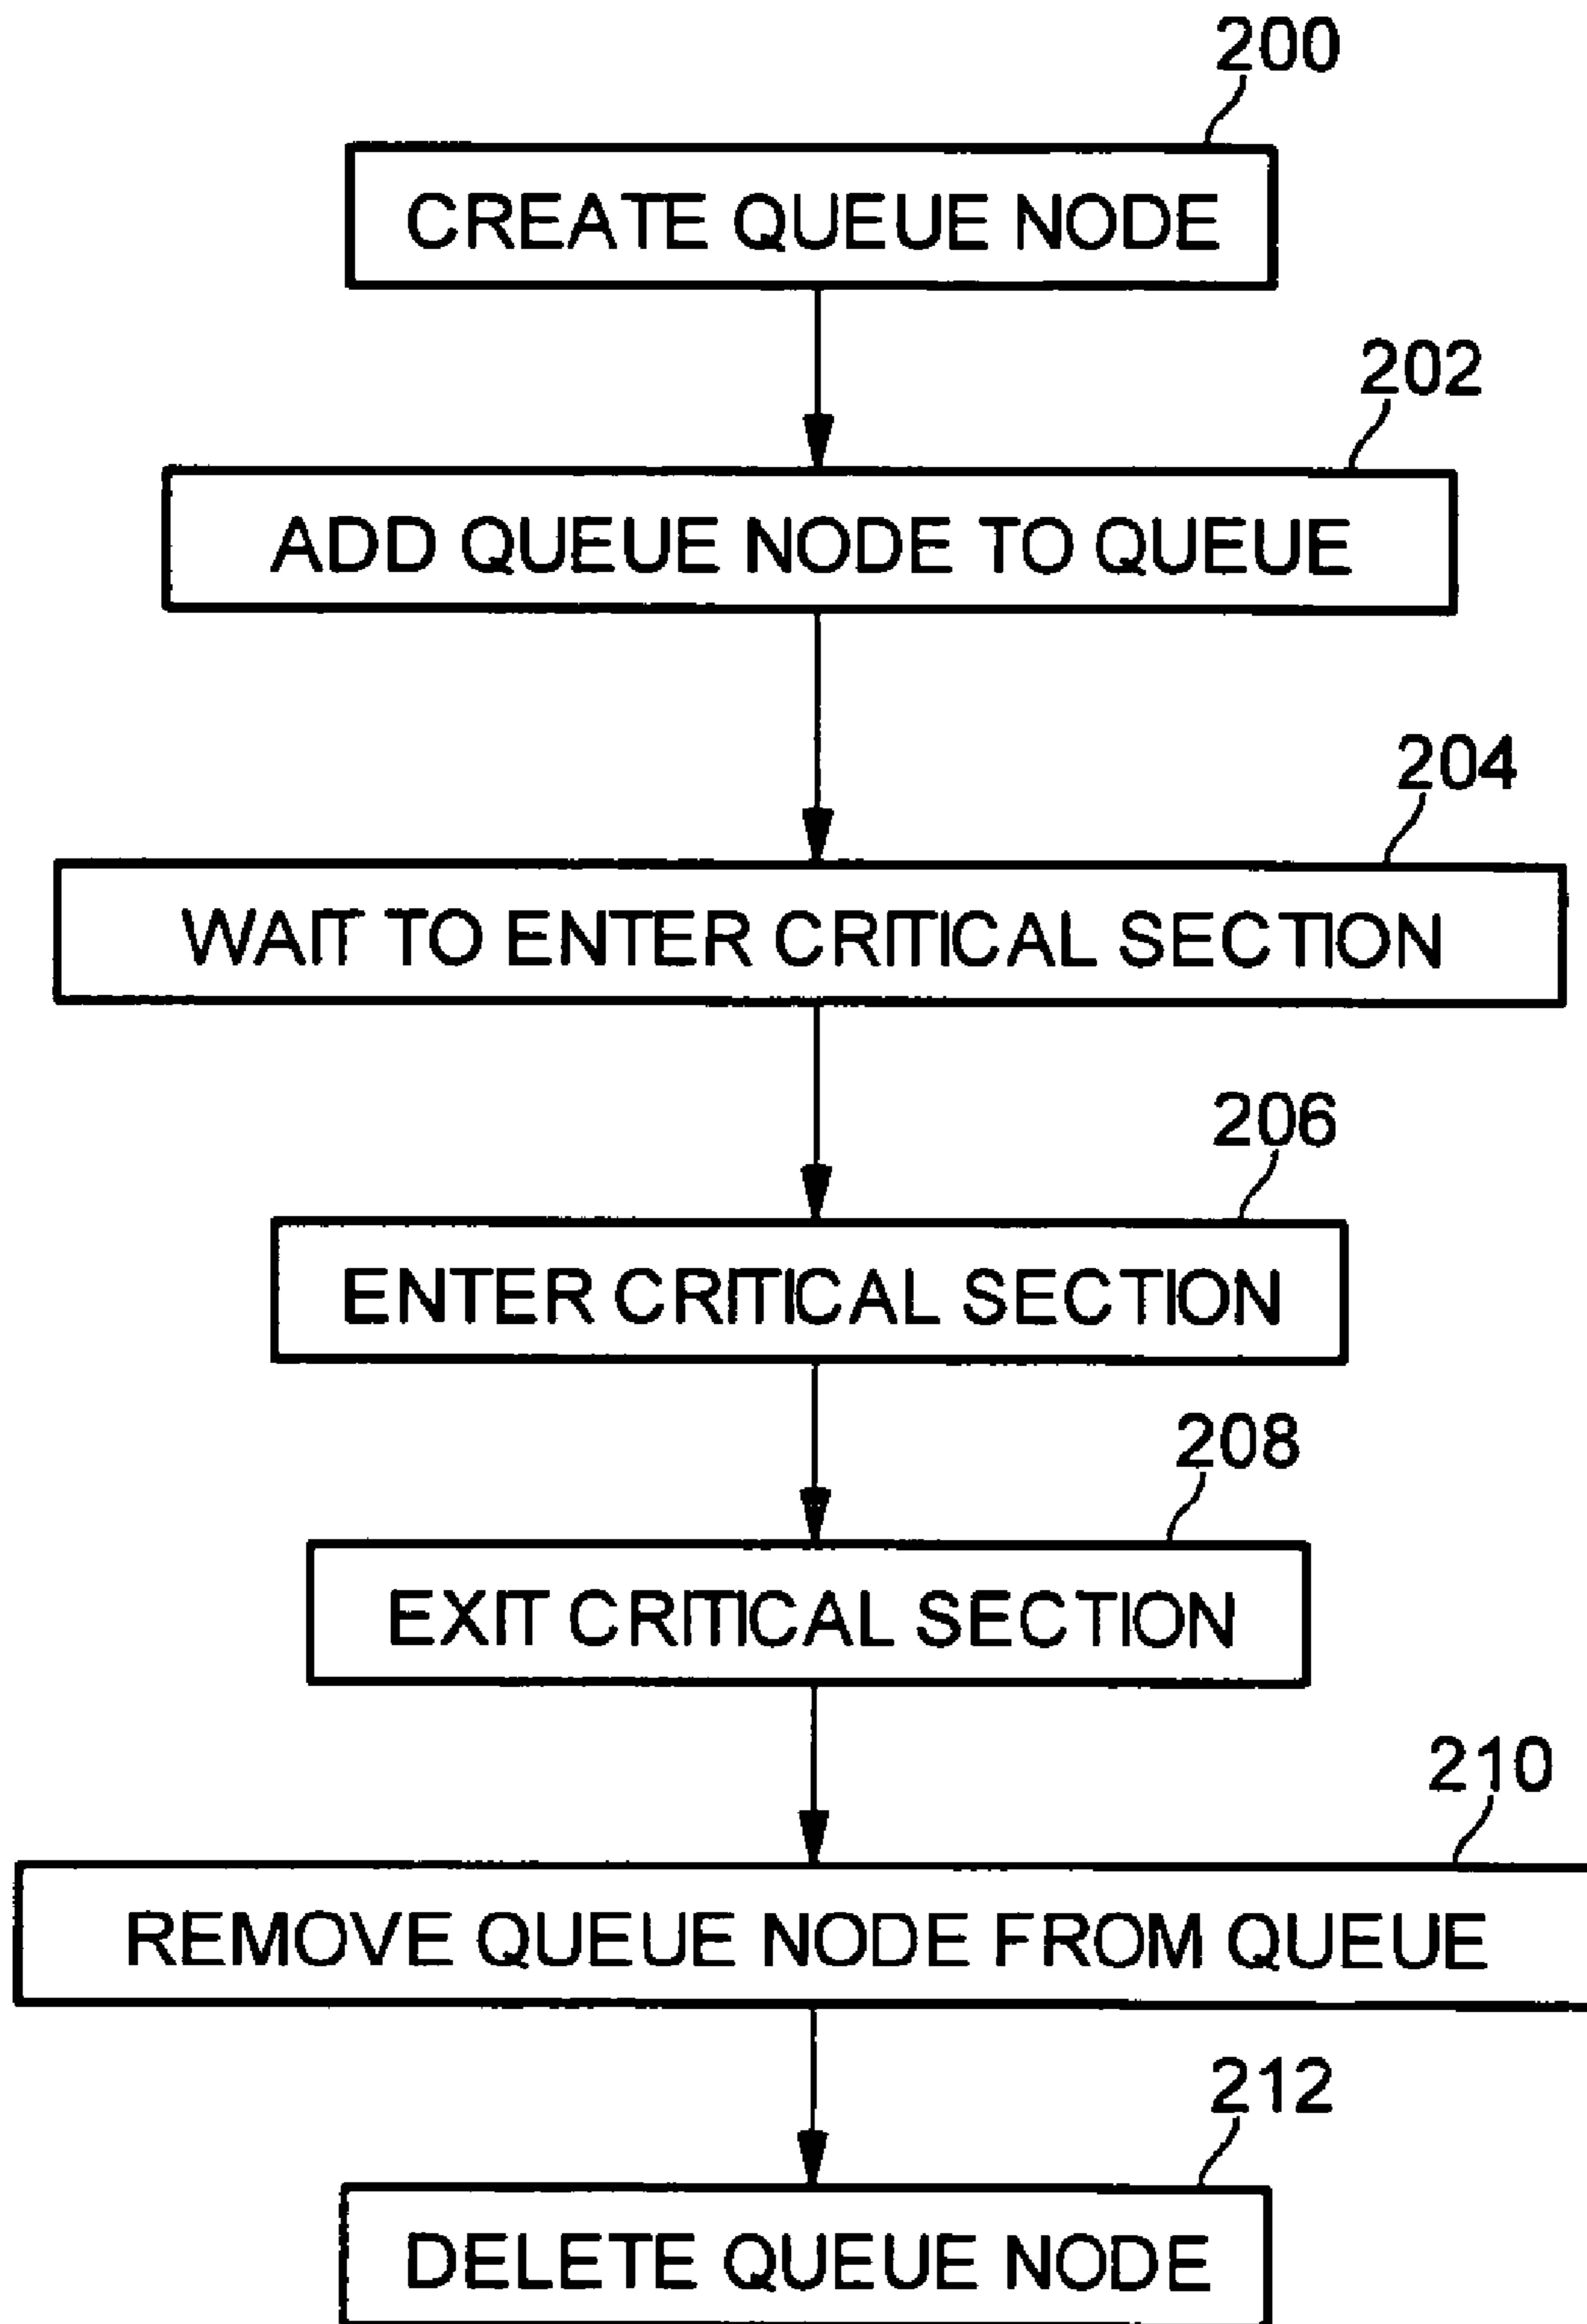 200
CREATE QUEUE NODE
202
ADD QUEUE NODE TO QUEUE
204
WAIT TO ENTER CRITICAL SECTION
206
ENTER CRITICAL SECTION
208
EXIT CRITICAL SECTION
210
REMOVE QUEUE NODE FROM QUEUE
212
DELETE QUEUE NODE